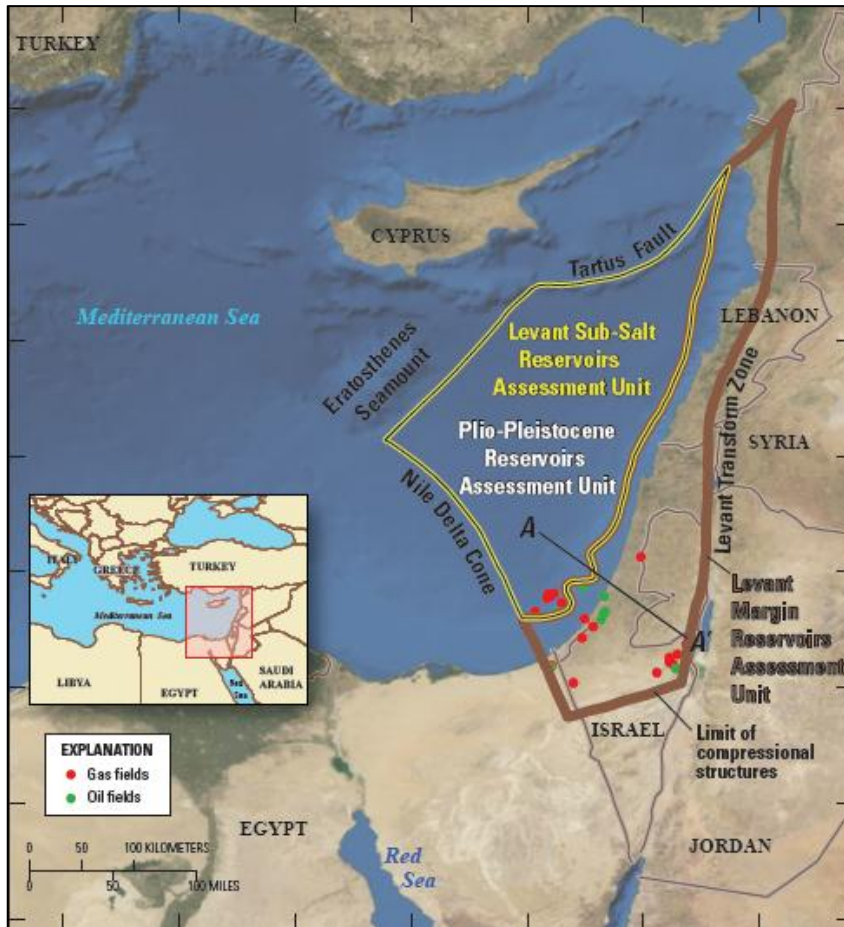 TURKEY
CYPRUS
Tartus Fault
Mediterranean Sea
LEBANON
Levant Sub-Salt
Reservoirs
Assessment Unit
Eratosthenes
Seamount
Plio-Pleistocene
Reservoirs
Assessment Unit
Levant Transform Zone
SYRIA
Nile Delta Cone
A
Levant
Margin
Reservoirs
Assessment
Unit
A'
ISRAEL
Limit of
compressional
structures
ITALY
GREECE
TURKEY
Mediterranean Sea
LIBYA
EGYPT
Red
Sea
SAUDI
ARABIA
EXPLANATION
Gas fields
Oil fields
0 50 100 KILOMETERS
0 50 100 MILES
EGYPT
Red
Sea
JORDAN